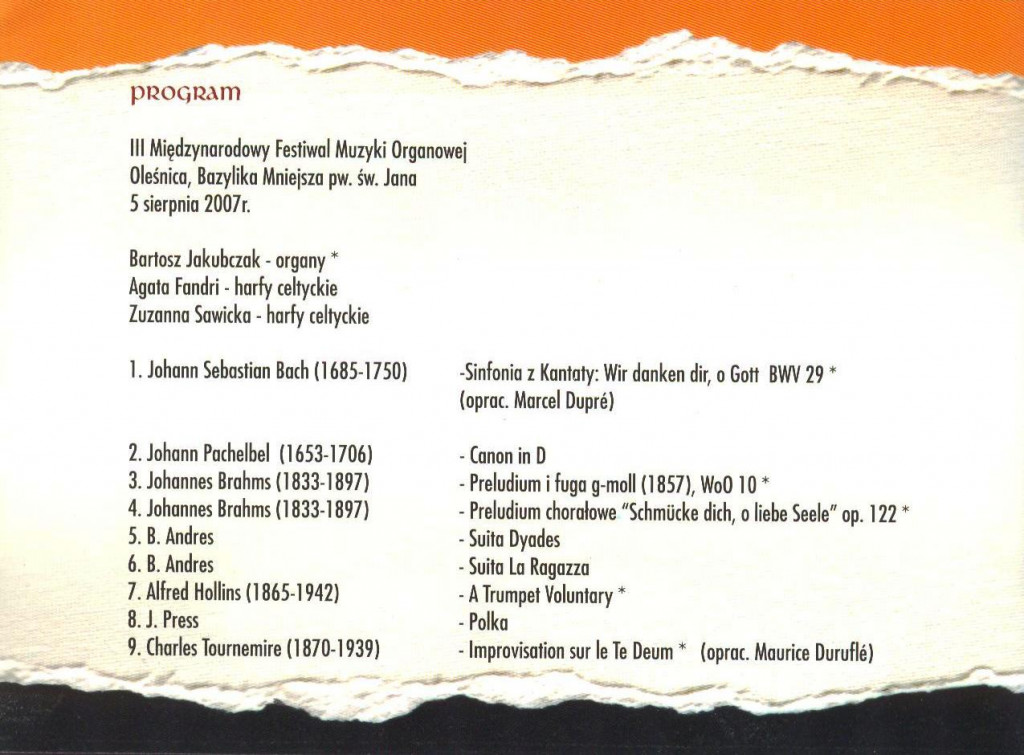 PROGRAM
III Międzynarodowy Festiwal Muzyki Organowej
Oleśnica, Bazylika Mniejsza pw. św. Jana
5 sierpnia 2007r.
Bartosz Jakubczak - organy *
Agata Fandri - harfy celtyckie
Zuzanna Sawicka - harfy celtyckie
1. Johann Sebastian Bach (1685-1750) -Sinfonia z Kantaty: Wir danken dir, o Gott BWV 29 *
(oprac. Marcel Dupré)
2. Johann Pachelbel (1653-1706) - Canon in D
3. Johannes Brahms (1833-1897) - Preludium i fuga g-moll (1857), WoO 10 *
4. Johannes Brahms (1833-1897) - Preludium chorałowe “Schmücke dich, o liebe Seele” op. 122 *
5. B. Andres - Suita Dyades
6. B. Andres - Suita La Ragazza
7. Alfred Hollins (1865-1942) - A Trumpet Voluntary *
8. J. Press - Polka
9. Charles Tournemire (1870-1939) - Improvisation sur le Te Deum * (oprac. Maurice Duruflé)